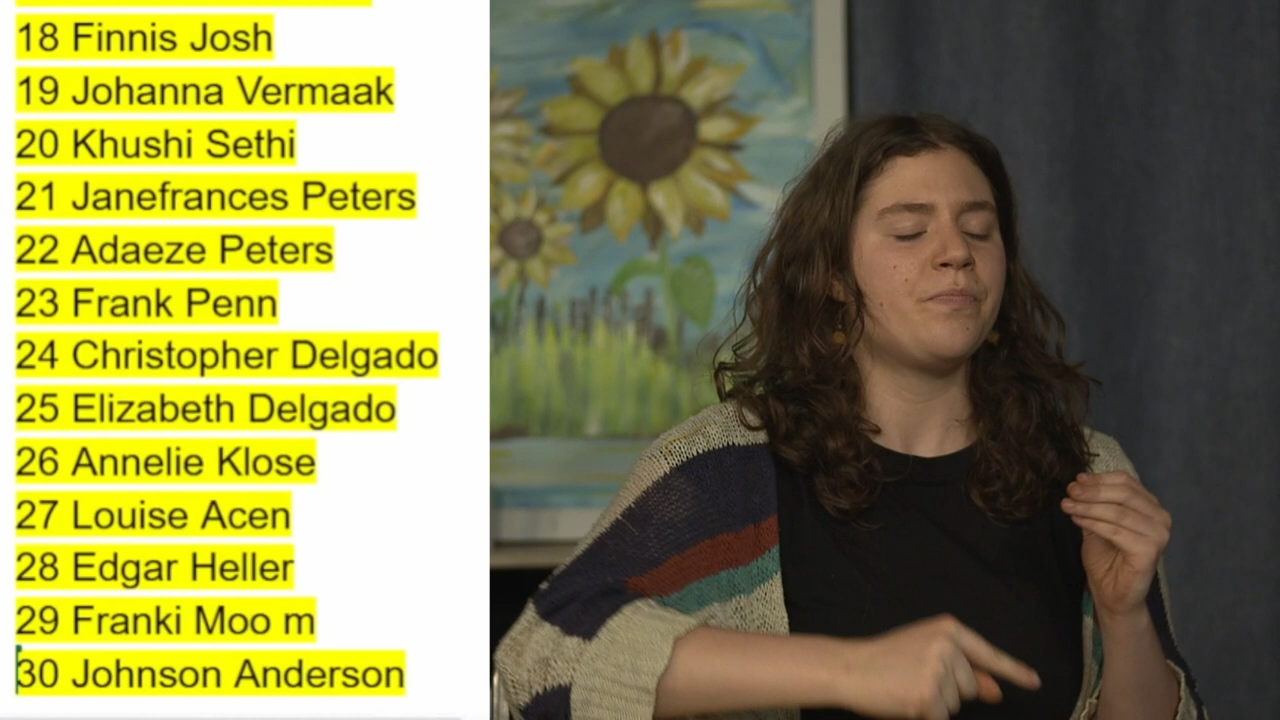 18 Finnis Josh
19 Johanna Vermaak
20 Khushi Sethi
21 Janefrances Peters
22 Adaeze Peters
23 Frank Penn
24 Christopher Delgado
25 Elizabeth Delgado
26 Annelie Klose
27 Louise Acen
28 Edgar Heller
29 Franki Moo m
30 Johnson Anderson